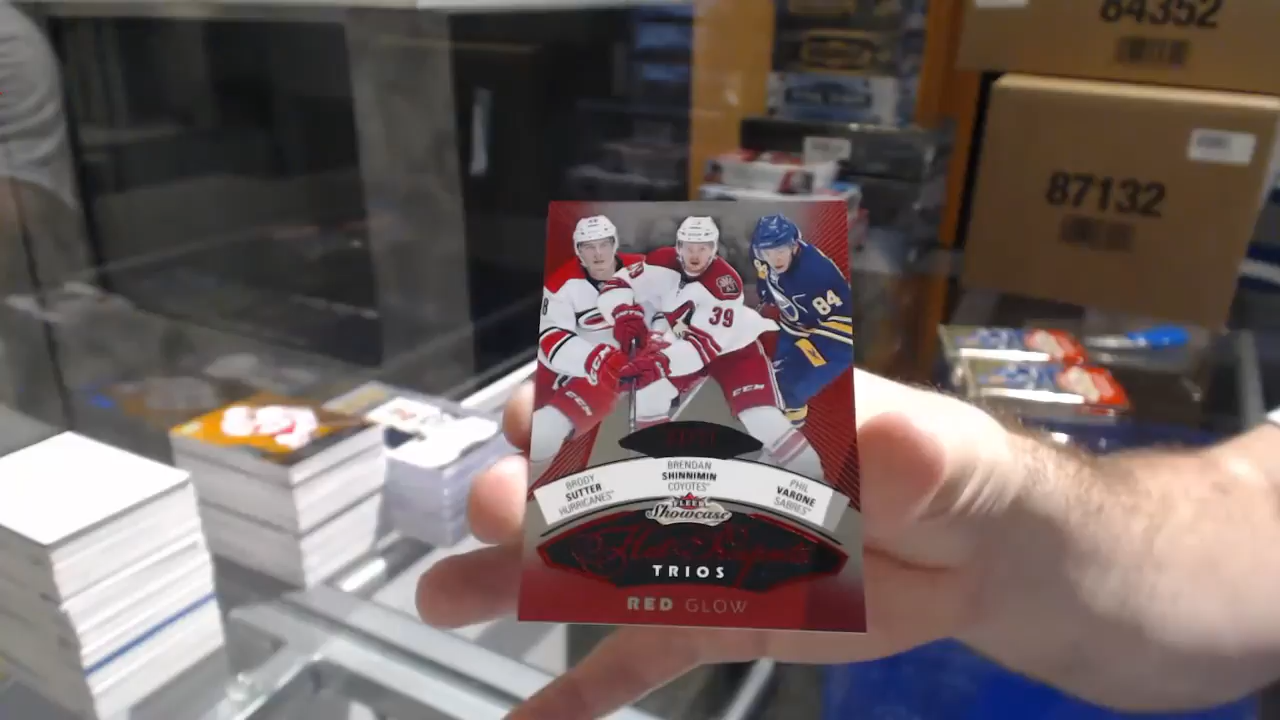 84352
87132
39
84
BRODY
SUTTER
HURRICANES
BRENDAN
SHINNIMIN
COYOTES
PHIL
VARONE
SABRES
FLEER
Showcase
TRIOS
RED GLOW